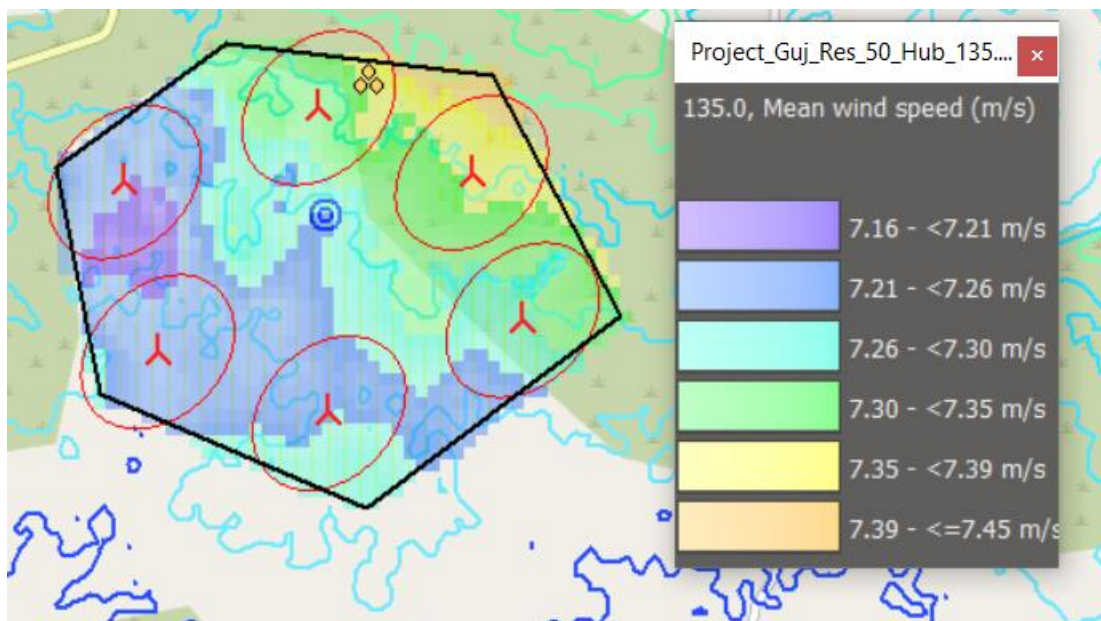 Project_Guj_Res_50_Hub_135....
135.0, Mean wind speed (m/s)
7.16 - <7.21 m/s
7.21 - <7.26 m/s
7.26 - <7.30 m/s
7.30 - <7.35 m/s
7.35 - <7.39 m/s
7.39 - <=7.45 m/s